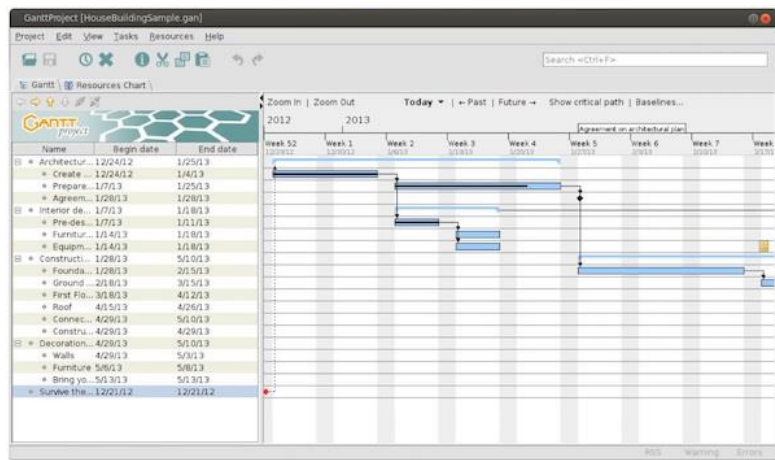 GanttProject [HouseBuildingSample.gan]
Project Edit View Tasks Resources Help
Search <Ctrl+F>
Gantt Resources Chart
Zoom In | Zoom Out Today | ← Past | Future → Show critical path | Baselines...
GANTT project
2012 2013
Agreement on architectural plan
Name Begin date End date
Week 52 Week 1 Week 2 Week 3 Week 4 Week 5 Week 6 Week 7 Week
Architectur... 12/24/12 1/25/13
Create ... 12/24/12 1/4/13
Prepare... 1/7/13 1/25/13
Agreem... 1/28/13 1/28/13
Interior de... 1/7/13 1/18/13
Pre-des... 1/7/13 1/11/13
Furnitur... 1/14/13 1/18/13
Equipm... 1/14/13 1/18/13
Constructi... 1/28/13 5/10/13
Founda... 1/28/13 2/15/13
Ground ... 2/18/13 3/15/13
First Flo... 3/18/13 4/12/13
Roof 4/15/13 4/26/13
Connec... 4/29/13 5/10/13
Constru... 4/29/13 4/29/13
Decoration... 4/29/13 5/10/13
Walls 4/29/13 5/3/13
Furniture 5/6/13 5/8/13
Bring yo... 5/13/13 5/13/13
Survive the... 12/21/12 12/21/12
RSS Warning Errors